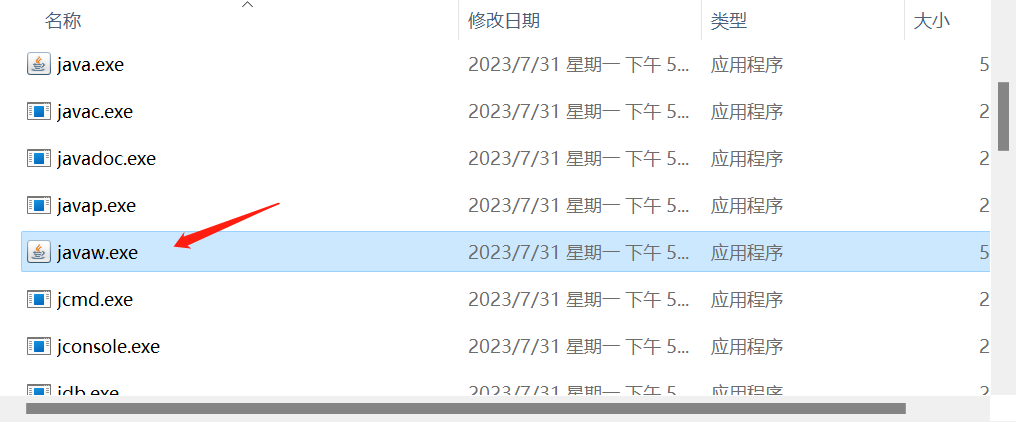 名称 修改日期 类型 大小
java.exe 2023/7/31 星期一 下午 5... 应用程序 5
javac.exe 2023/7/31 星期一 下午 5... 应用程序 2
javadoc.exe 2023/7/31 星期一 下午 5... 应用程序 2
javap.exe 2023/7/31 星期一 下午 5... 应用程序 2
javaw.exe 2023/7/31 星期一 下午 5... 应用程序 5
jcmd.exe 2023/7/31 星期一 下午 5... 应用程序 2
jconsole.exe 2023/7/31 星期一 下午 5... 应用程序 2
jdb.exe 2023/7/31 星期一 下午 5... 应用程序 2